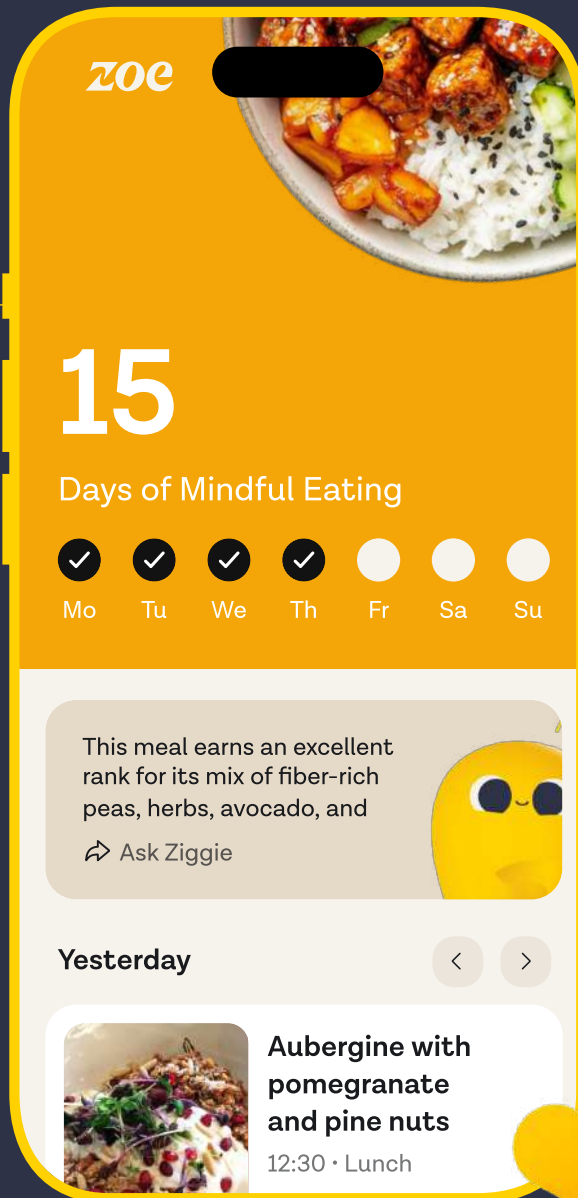 zoe
15
Days of Mindful Eating
Mo Tu We Th Fr Sa Su
This meal earns an excellent
rank for its mix of fiber-rich
peas, herbs, avocado, and
Ask Ziggie
Yesterday
Aubergine with
pomegranate
and pine nuts
12:30 · Lunch